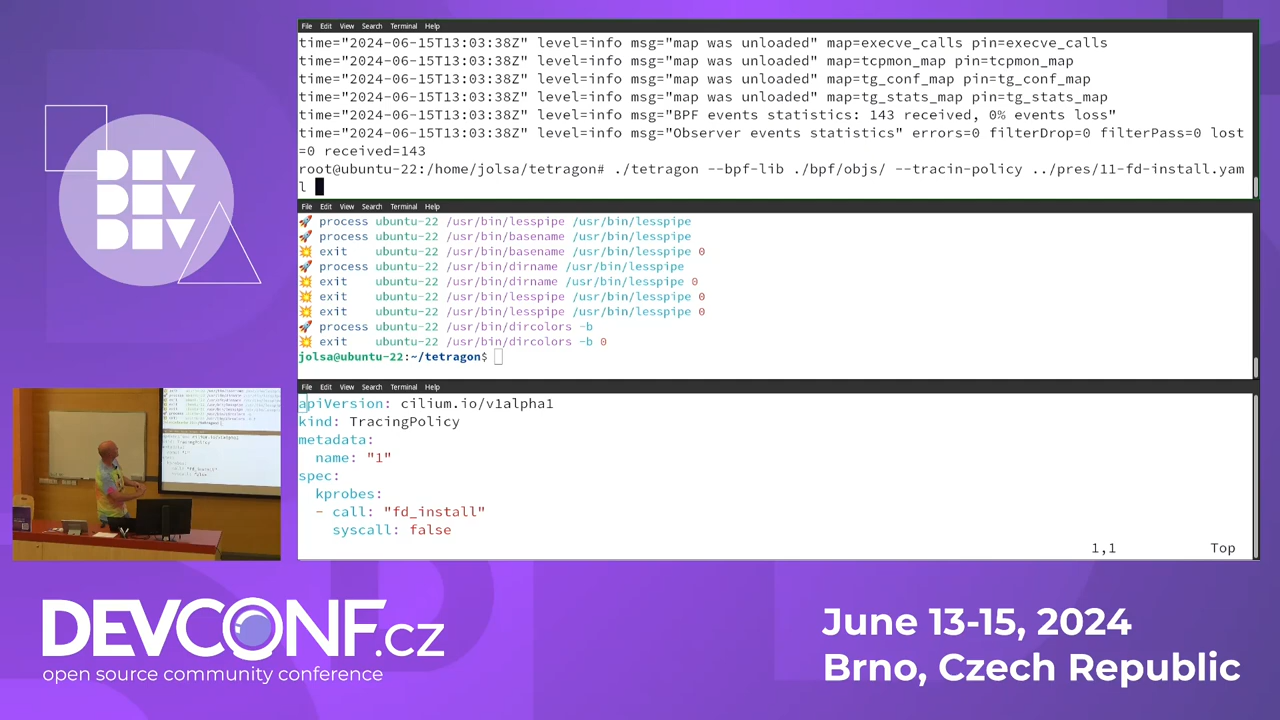 File Edit View Search Terminal Help
time="2024-06-15T13:03:38Z" level=info msg="map was unloaded" map=execve_calls pin=execve_calls
time="2024-06-15T13:03:38Z" level=info msg="map was unloaded" map=tcpmon_map pin=tcpmon_map
time="2024-06-15T13:03:38Z" level=info msg="map was unloaded" map=tg_conf_map pin=tg_conf_map
time="2024-06-15T13:03:38Z" level=info msg="map was unloaded" map=tg_stats_map pin=tg_stats_map
time="2024-06-15T13:03:38Z" level=info msg="BPF events statistics: 143 received, 0% events loss"
time="2024-06-15T13:03:38Z" level=info msg="Observer events statistics" errors=0 filterDrop=0 filterPass=0 lost
=0 received=143
root@ubuntu-22:/home/jolsa/tetragon# ./tetragon --bpf-lib ./bpf/objs/ --tracin-policy ../pres/11-fd-install.yam
l
File Edit View Search Terminal Help
🚀 process ubuntu-22 /usr/bin/lesspipe /usr/bin/lesspipe
🚀 process ubuntu-22 /usr/bin/basename /usr/bin/lesspipe
💥 exit ubuntu-22 /usr/bin/basename /usr/bin/lesspipe 0
🚀 process ubuntu-22 /usr/bin/dirname /usr/bin/lesspipe
💥 exit ubuntu-22 /usr/bin/dirname /usr/bin/lesspipe 0
💥 exit ubuntu-22 /usr/bin/lesspipe /usr/bin/lesspipe 0
💥 exit ubuntu-22 /usr/bin/lesspipe /usr/bin/lesspipe 0
🚀 process ubuntu-22 /usr/bin/dircolors -b
💥 exit ubuntu-22 /usr/bin/dircolors -b 0
jolsa@ubuntu-22:~/tetragon$
File Edit View Search Terminal Help
apiVersion: cilium.io/v1alpha1
kind: TracingPolicy
metadata:
name: "1"
spec:
kprobes:
- call: "fd_install"
syscall: false
1,1 Top
DEV
DEV
DEV
DEVCONF.cz
open source community conference
June 13-15, 2024
Brno, Czech Republic